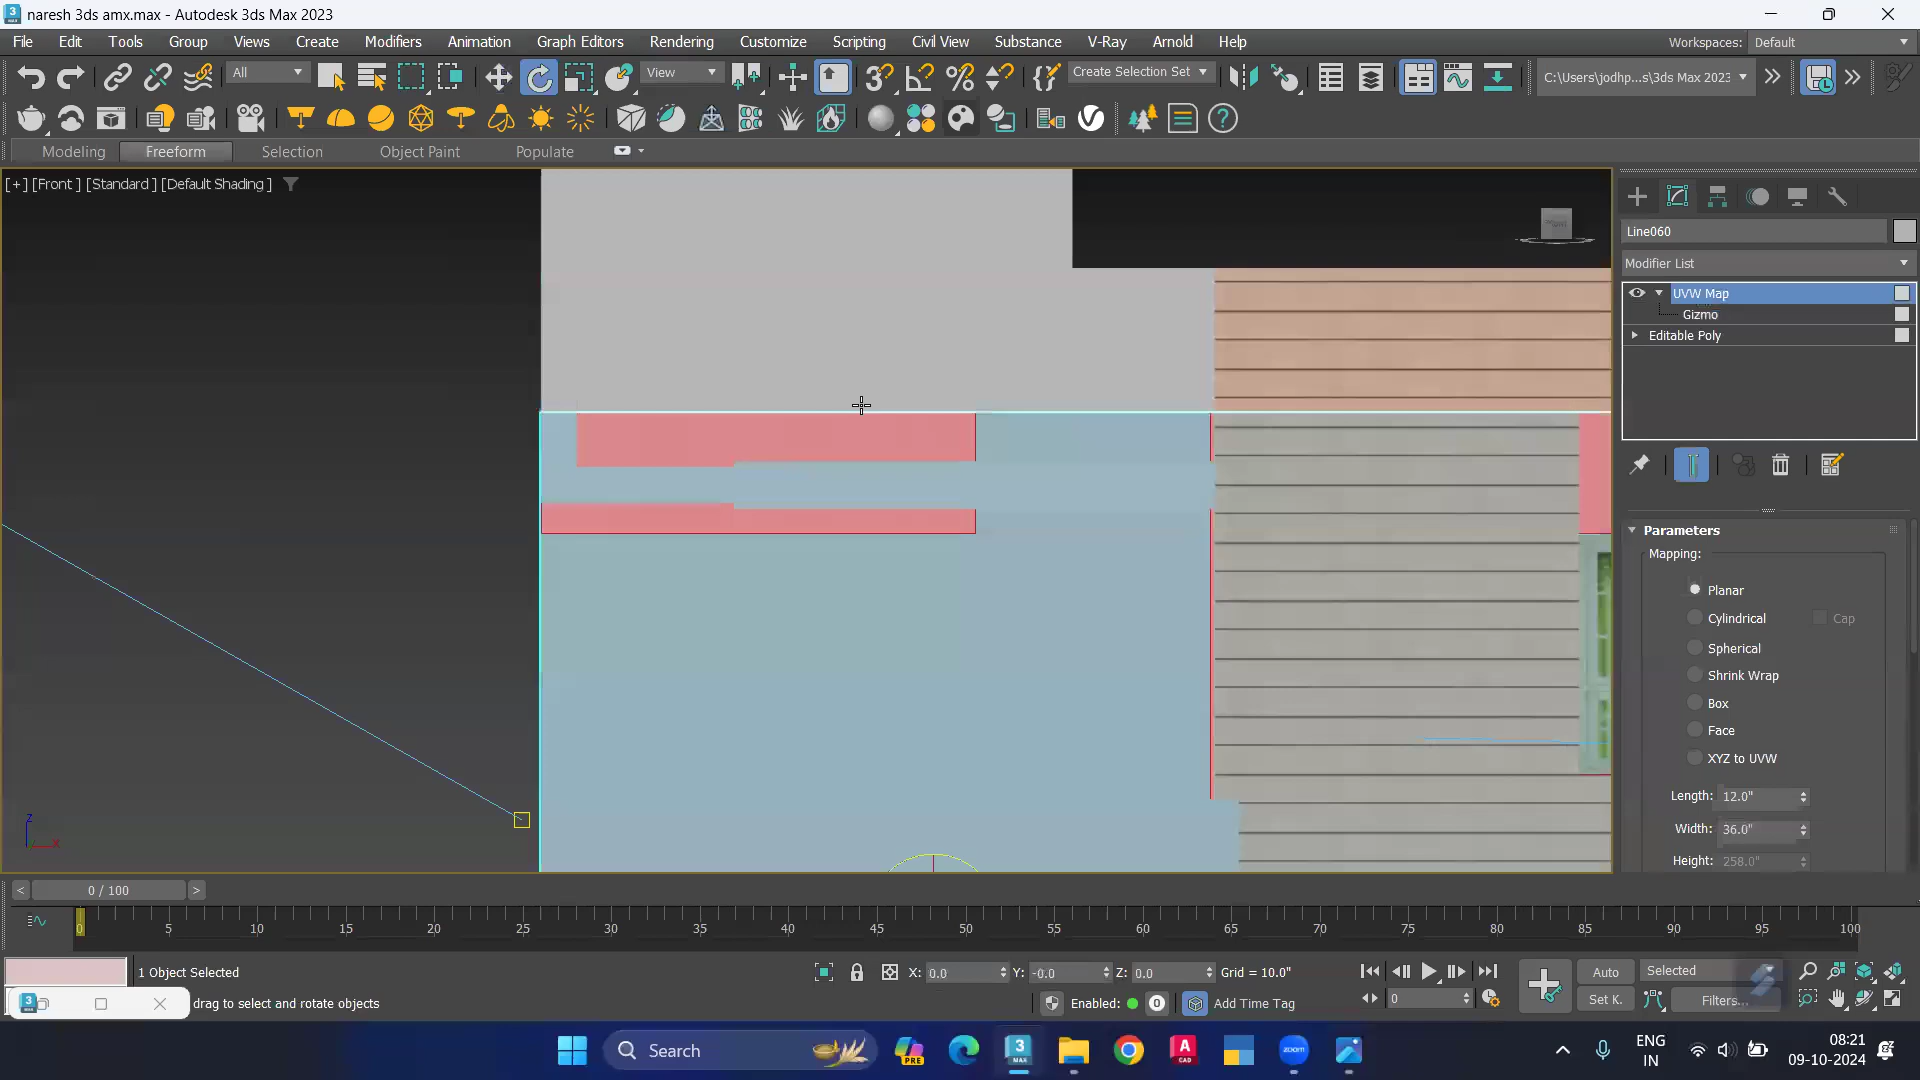 naresh 3ds amx.max - Autodesk 3ds Max 2023
File Edit Tools Group Views Create Modifiers Animation Graph Editors Rendering Customize Scripting Civil View Substance V-Ray Arnold Help Workspaces: Default
All View Create Selection Set C:\Users\jodhp...s\3ds Max 2023
Modeling Freeform Selection Object Paint Populate
[+] [Front ] [Standard ] [Default Shading ]
Line060
Modifier List
UVW Map
Gizmo
Editable Poly
Parameters
Mapping:
Planar
Cylindrical Cap
Spherical
Shrink Wrap
Box
Face
XYZ to UVW
Length: 12.0"
Width: 36.0"
Height: 258.0"
Z
X
0 / 100
0 5 10 15 20 25 30 35 40 45 50 55 60 65 70 75 80 85 90 95 100
1 Object Selected X: 0.0 Y: -0.0 Z: 0.0 Grid = 10.0" Auto Selected
drag to select and rotate objects Enabled: 0 Add Time Tag 0 Set K. Filters...
Search
ENG
IN
08:21
09-10-2024